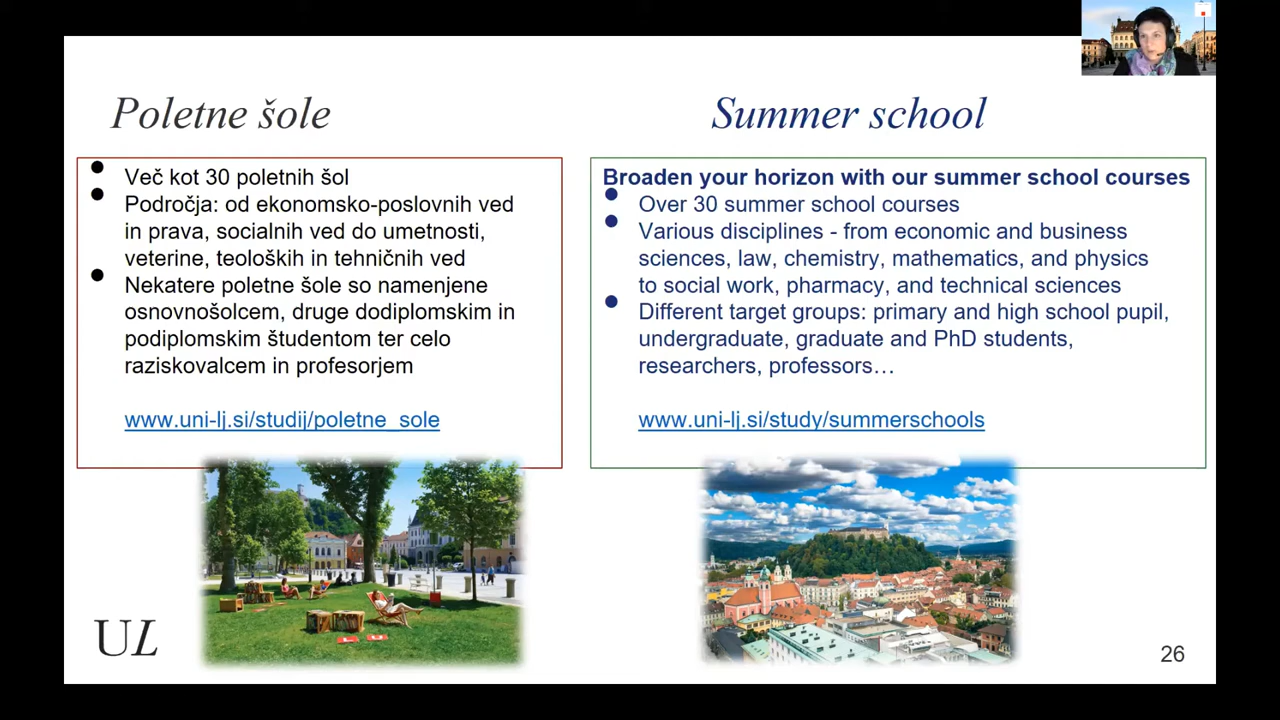 Poletne šole
• Več kot 30 poletnih šol
• Področja: od ekonomsko-poslovnih ved
in prava, socialnih ved do umetnosti,
veterine, teoloških in tehničnih ved
• Nekatere poletne šole so namenjene
osnovnošolcem, druge dodiplomskim in
podiplomskim študentom ter celo
raziskovalcem in profesorjem
www.uni-lj.si/studij/poletne_sole
Summer school
Broaden your horizon with our summer school courses
• Over 30 summer school courses
• Various disciplines - from economic and business
sciences, law, chemistry, mathematics, and physics
to social work, pharmacy, and technical sciences
• Different target groups: primary and high school pupil,
undergraduate, graduate and PhD students,
researchers, professors…
www.uni-lj.si/study/summerschools
UL
26